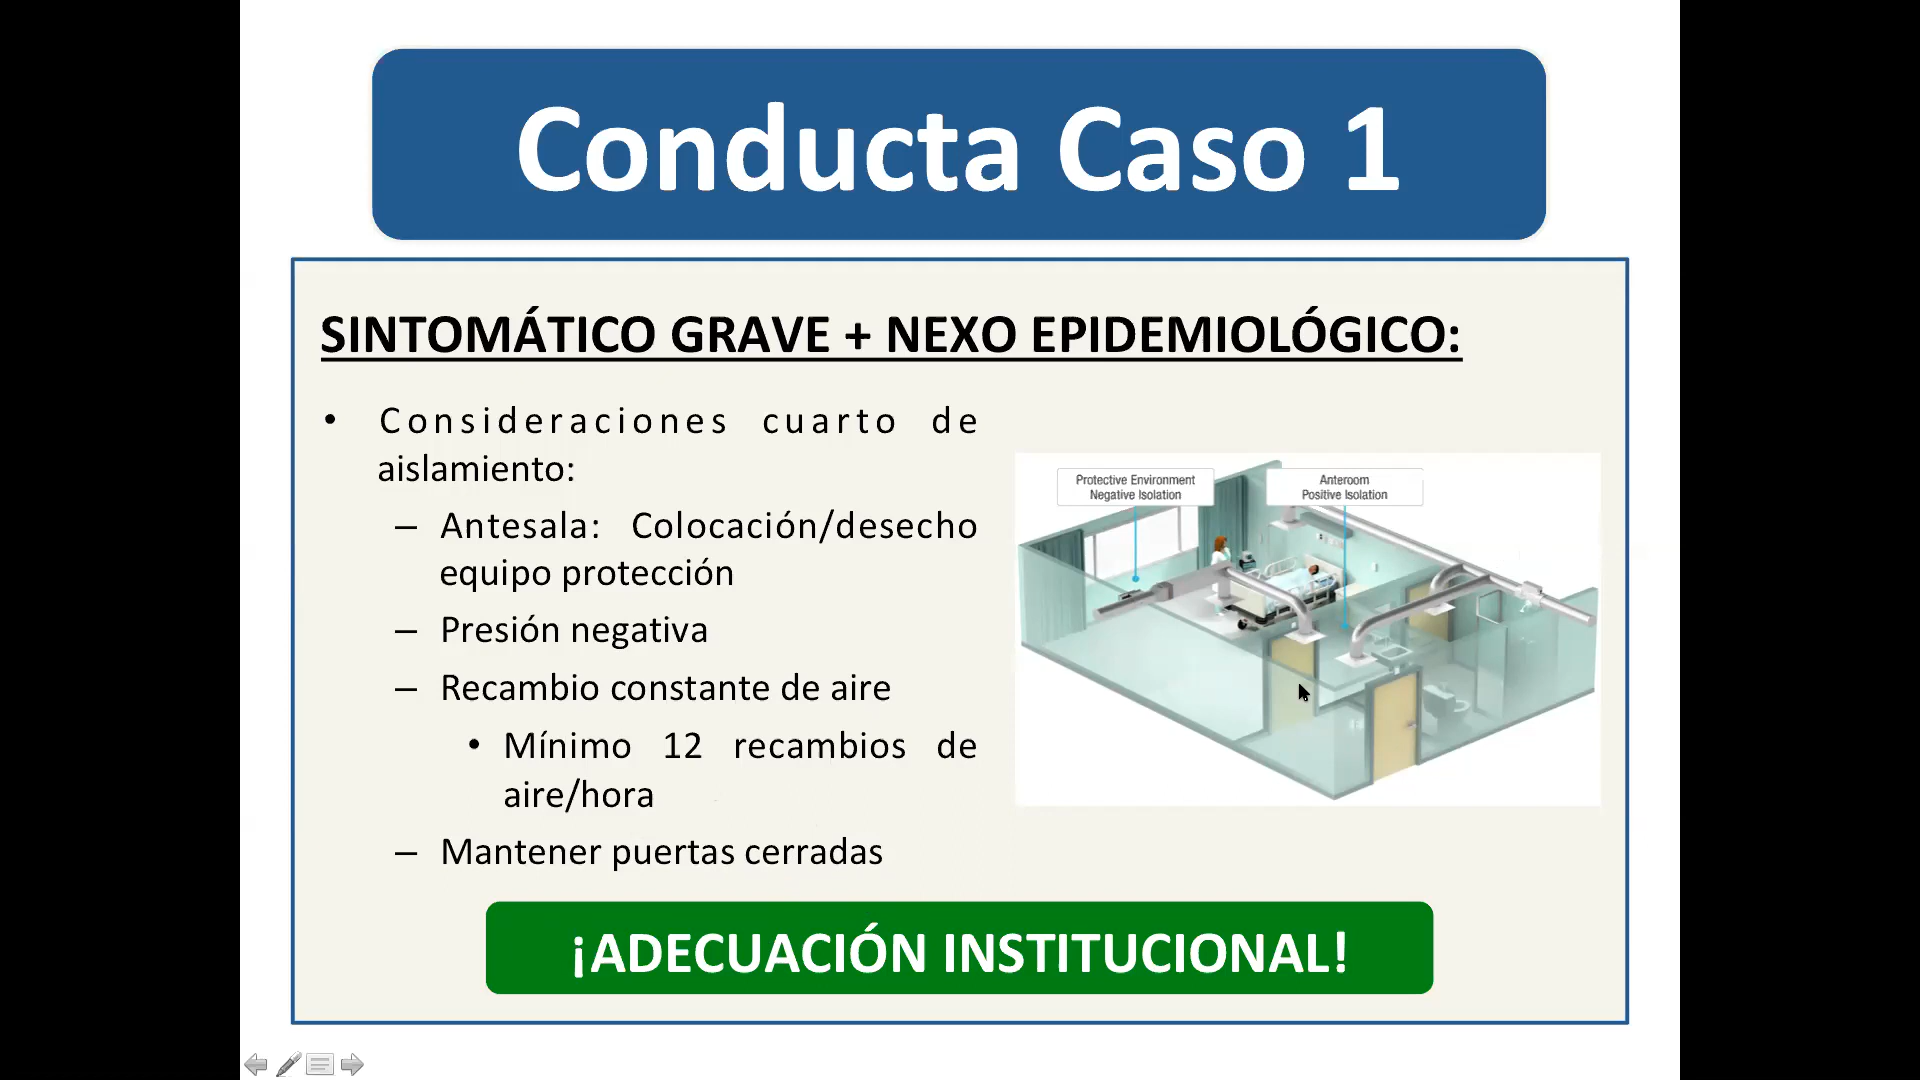 Conducta Caso 1
SINTOMÁTICO GRAVE + NEXO EPIDEMIOLÓGICO:
• Consideraciones cuarto de
aislamiento:
– Antesala: Colocación/desecho
equipo protección
– Presión negativa
– Recambio constante de aire
• Mínimo 12 recambios de
aire/hora
– Mantener puertas cerradas
Protective Environment
Negative Isolation
Anteroom
Positive Isolation
¡ADECUACIÓN INSTITUCIONAL!